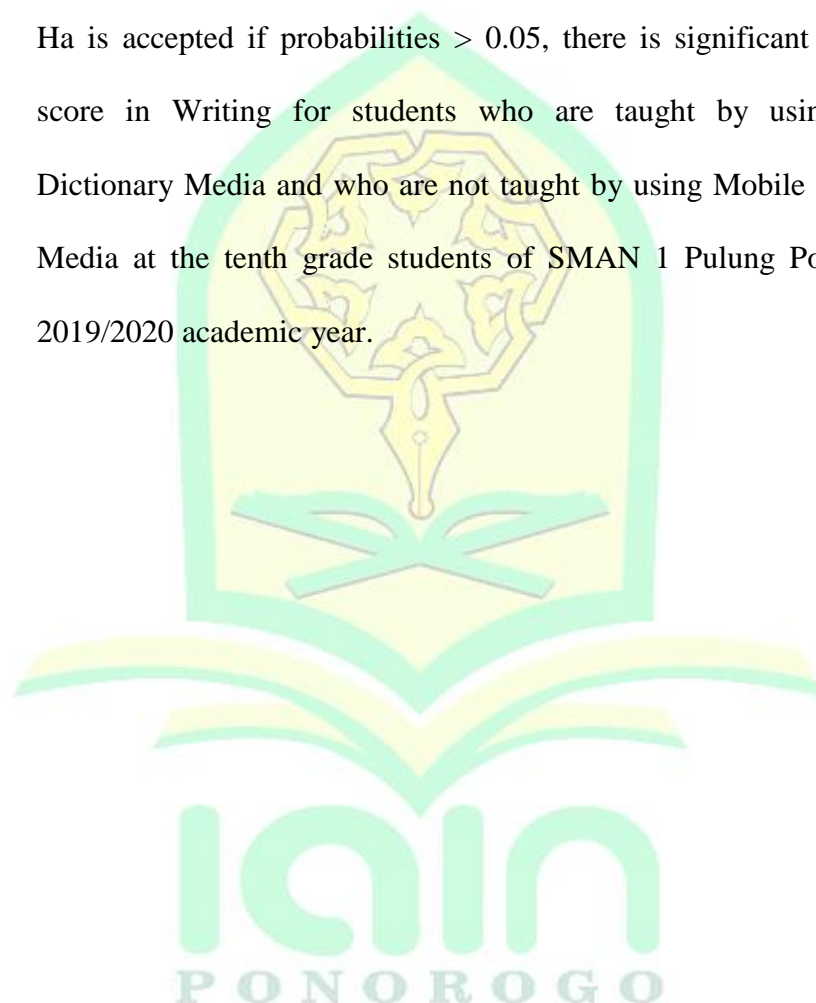 Ha is accepted if probabilities > 0.05, there is significant
score in Writing for students who are taught by
Dictionary Media and who are not taught by using Mobile
Media at the tenth grade students of SMAN 1 Pulung
2019/2020 academic year.
iain
PONOROGO